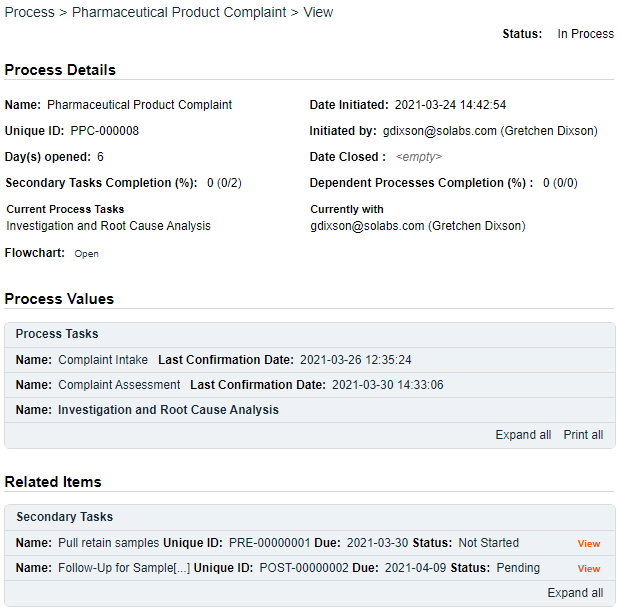 Process > Pharmaceutical Product Complaint > View
Status: In Process
Process Details
Name: Pharmaceutical Product Complaint Date Initiated: 2021-03-24 14:42:54
Unique ID: PPC-000008 Initiated by: gdixson@solabs.com (Gretchen Dixson)
Day(s) opened: 6 Date Closed : <empty>
Secondary Tasks Completion (%): 0 (0/2) Dependent Processes Completion (%) : 0 (0/0)
Current Process Tasks Currently with
Investigation and Root Cause Analysis gdixson@solabs.com (Gretchen Dixson)
Flowchart: Open
Process Values
Process Tasks
Name: Complaint Intake Last Confirmation Date: 2021-03-26 12:35:24
Name: Complaint Assessment Last Confirmation Date: 2021-03-30 14:33:06
Name: Investigation and Root Cause Analysis
Expand all Print all
Related Items
Secondary Tasks
Name: Pull retain samples Unique ID: PRE-00000001 Due: 2021-03-30 Status: Not Started View
Name: Follow-Up for Sample[...] Unique ID: POST-00000002 Due: 2021-04-09 Status: Pending View
Expand all